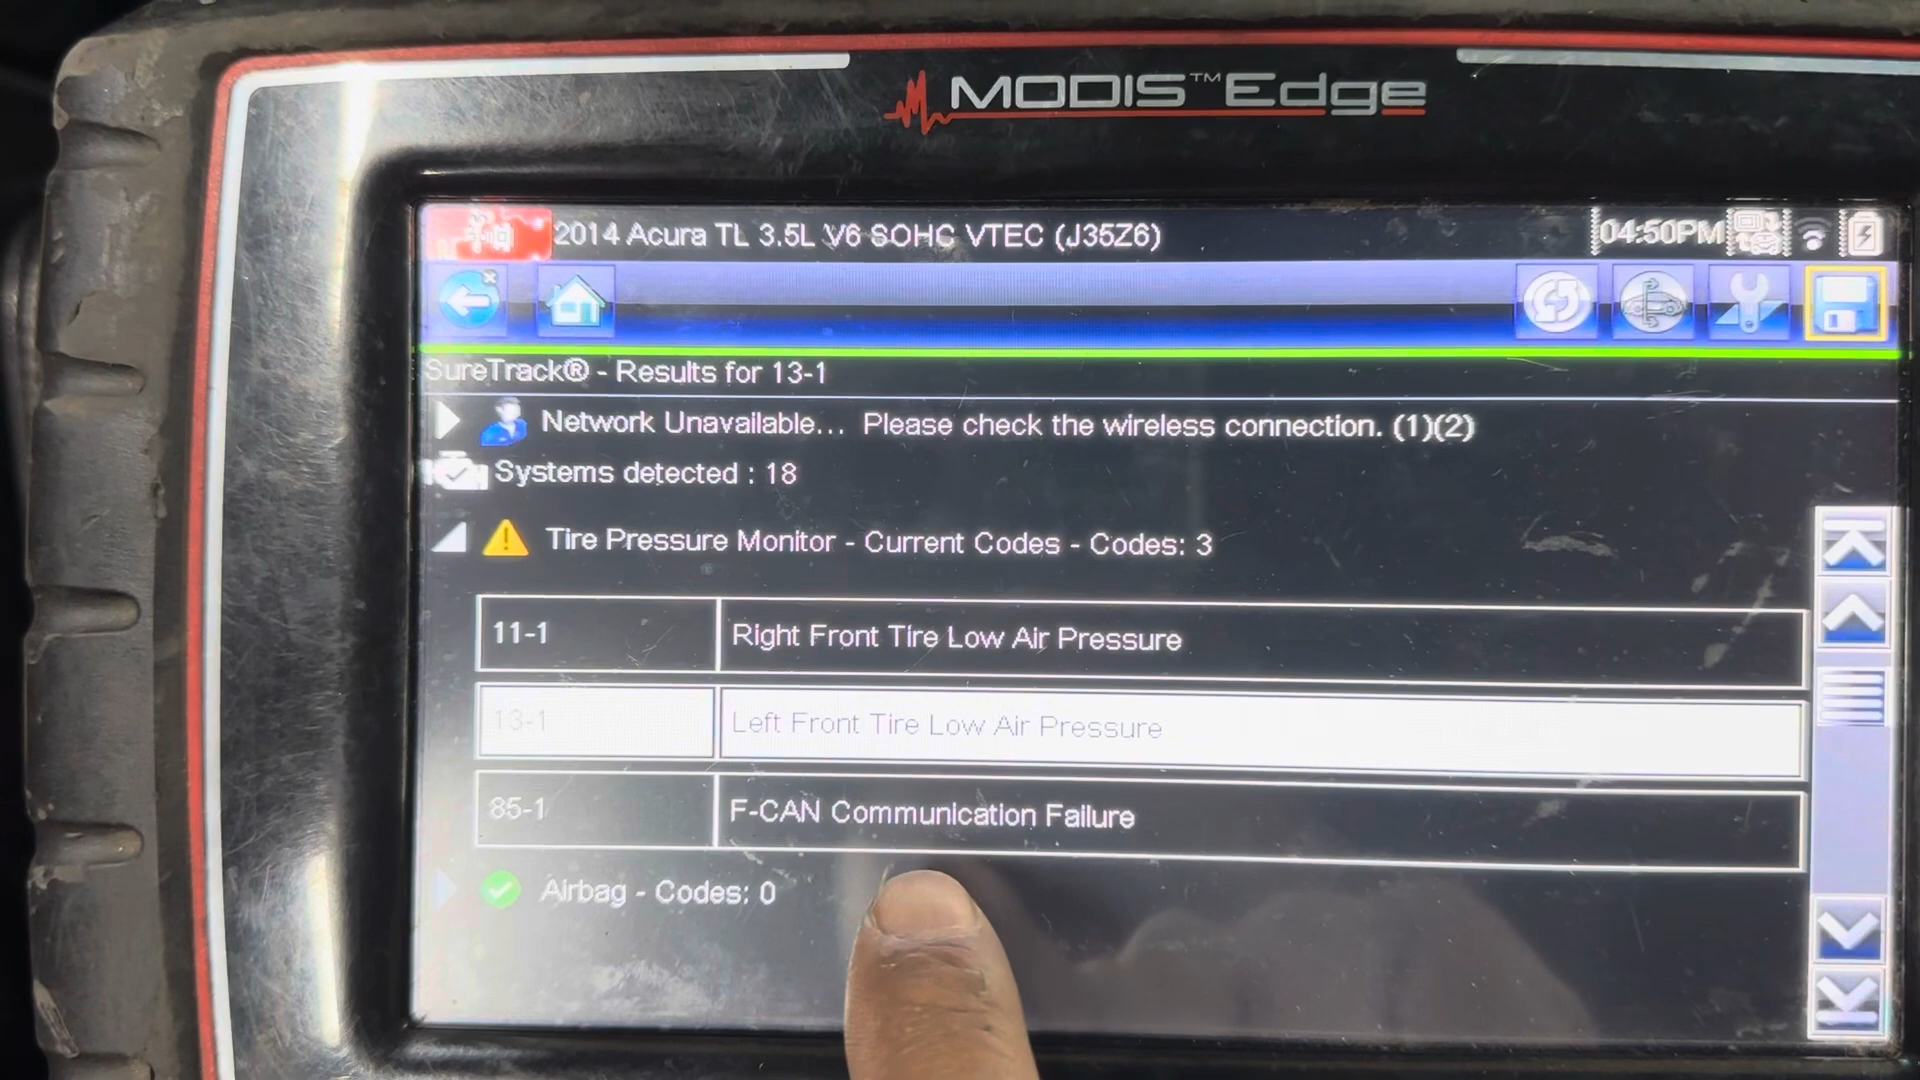 MODIS™ Edge
2014 Acura TL 3.5L V6 SOHC VTEC (J35Z6)
04:50PM
SureTrack® - Results for 13-1
Network Unavailable... Please check the wireless connection. (1)(2)
Systems detected : 18
Tire Pressure Monitor - Current Codes - Codes: 3
11-1 Right Front Tire Low Air Pressure
13-1 Left Front Tire Low Air Pressure
85-1 F-CAN Communication Failure
Airbag - Codes: 0